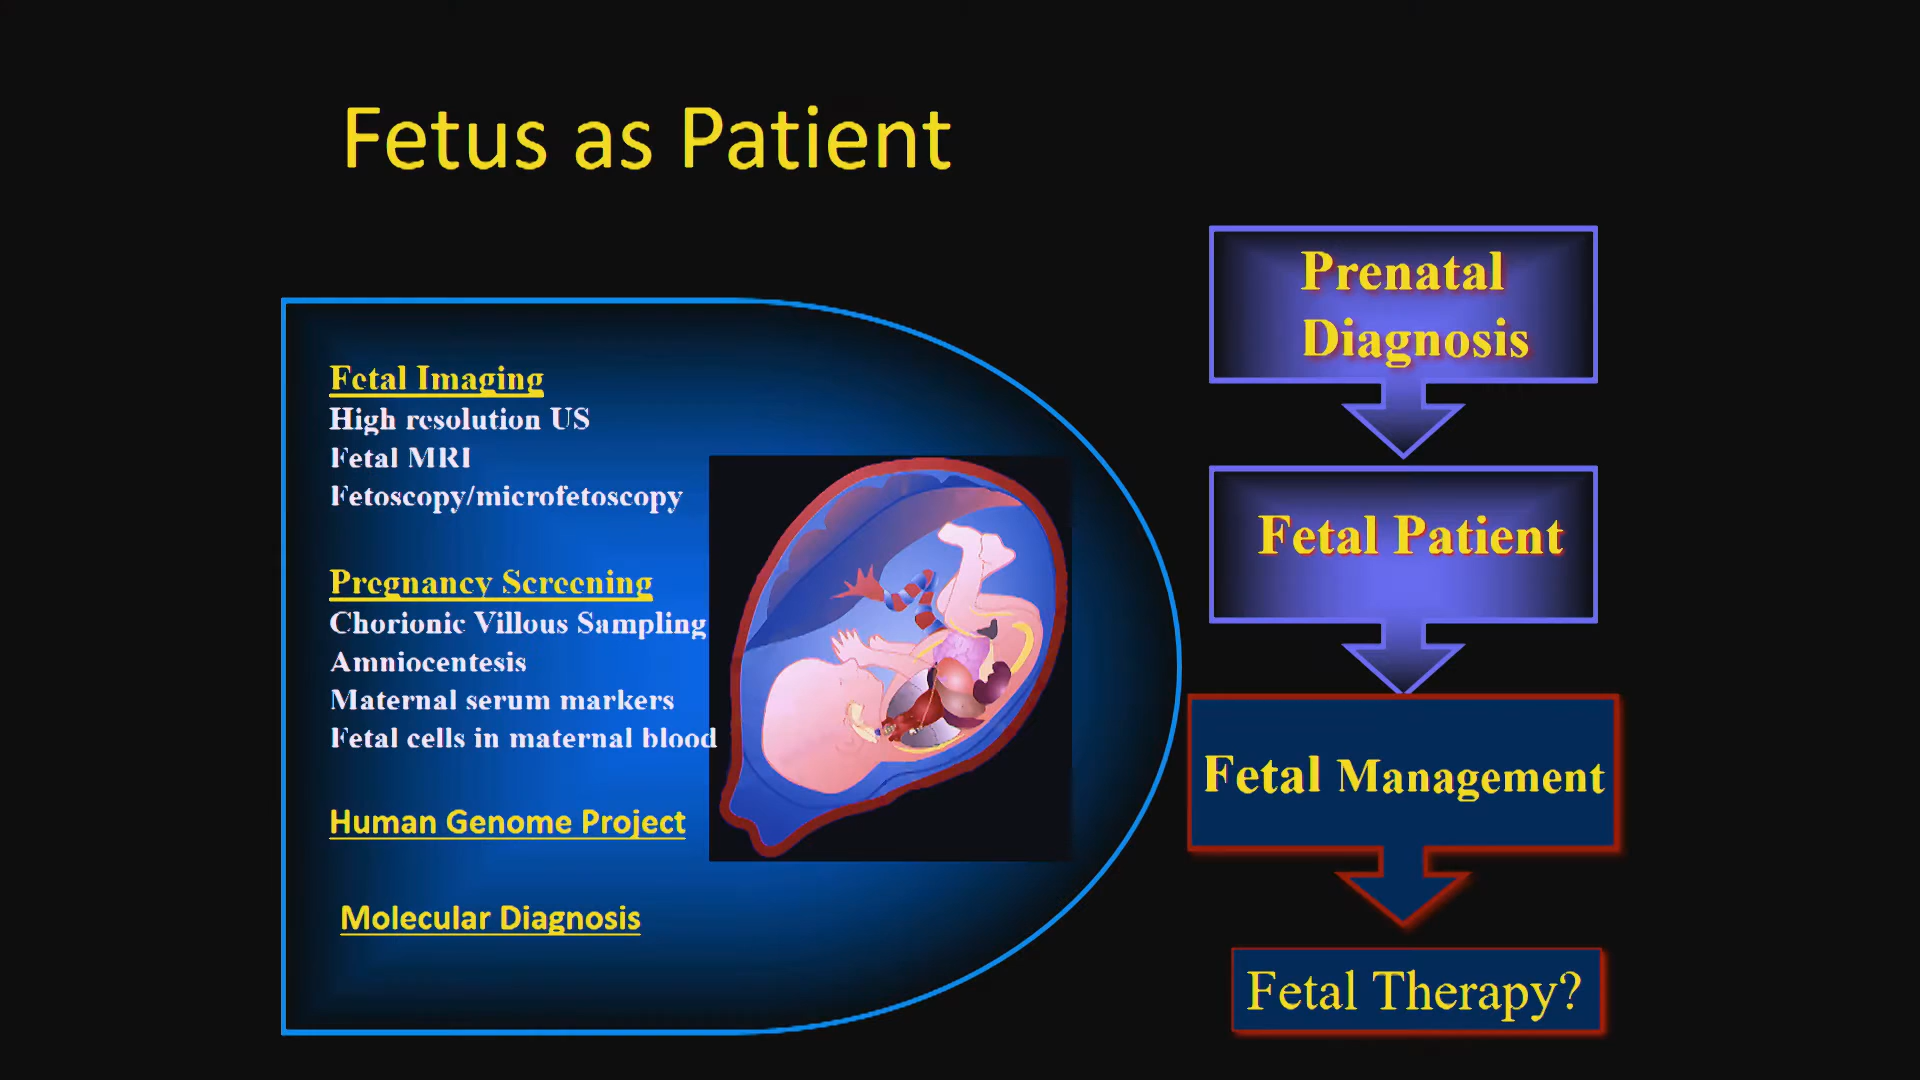 Fetus as Patient
Fetal Imaging
High resolution US
Fetal MRI
Fetoscopy/microfetoscopy
Pregnancy Screening
Chorionic Villous Sampling
Amniocentesis
Maternal serum markers
Fetal cells in maternal blood
Human Genome Project
Molecular Diagnosis
Prenatal
Diagnosis
Fetal Patient
Fetal Management
Fetal Therapy?